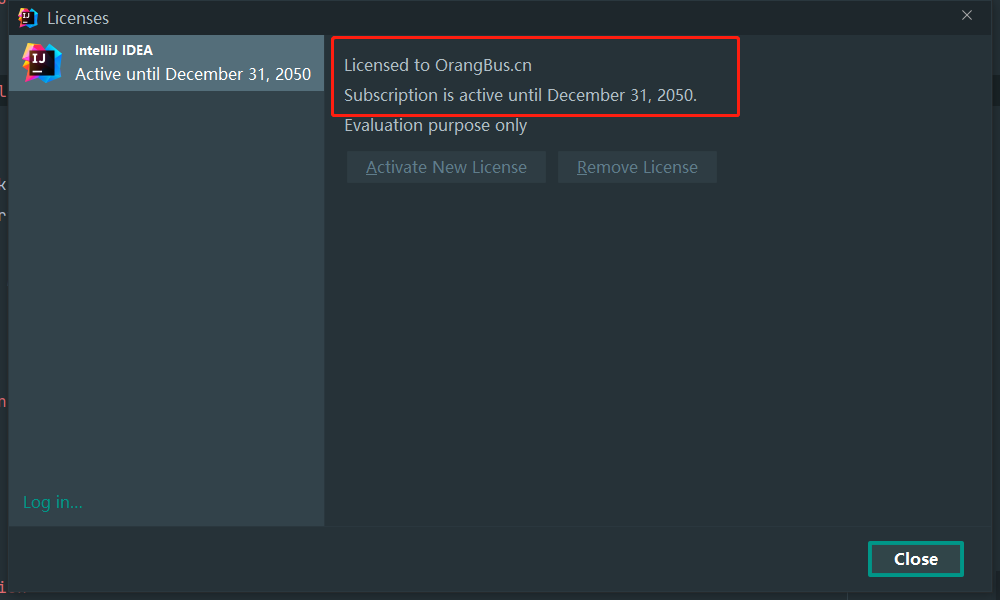 Licenses
IntelliJ IDEA
Active until December 31, 2050
Licensed to OrangBus.cn
Subscription is active until December 31, 2050.
Evaluation purpose only
Activate New License
Remove License
Log in...
Close